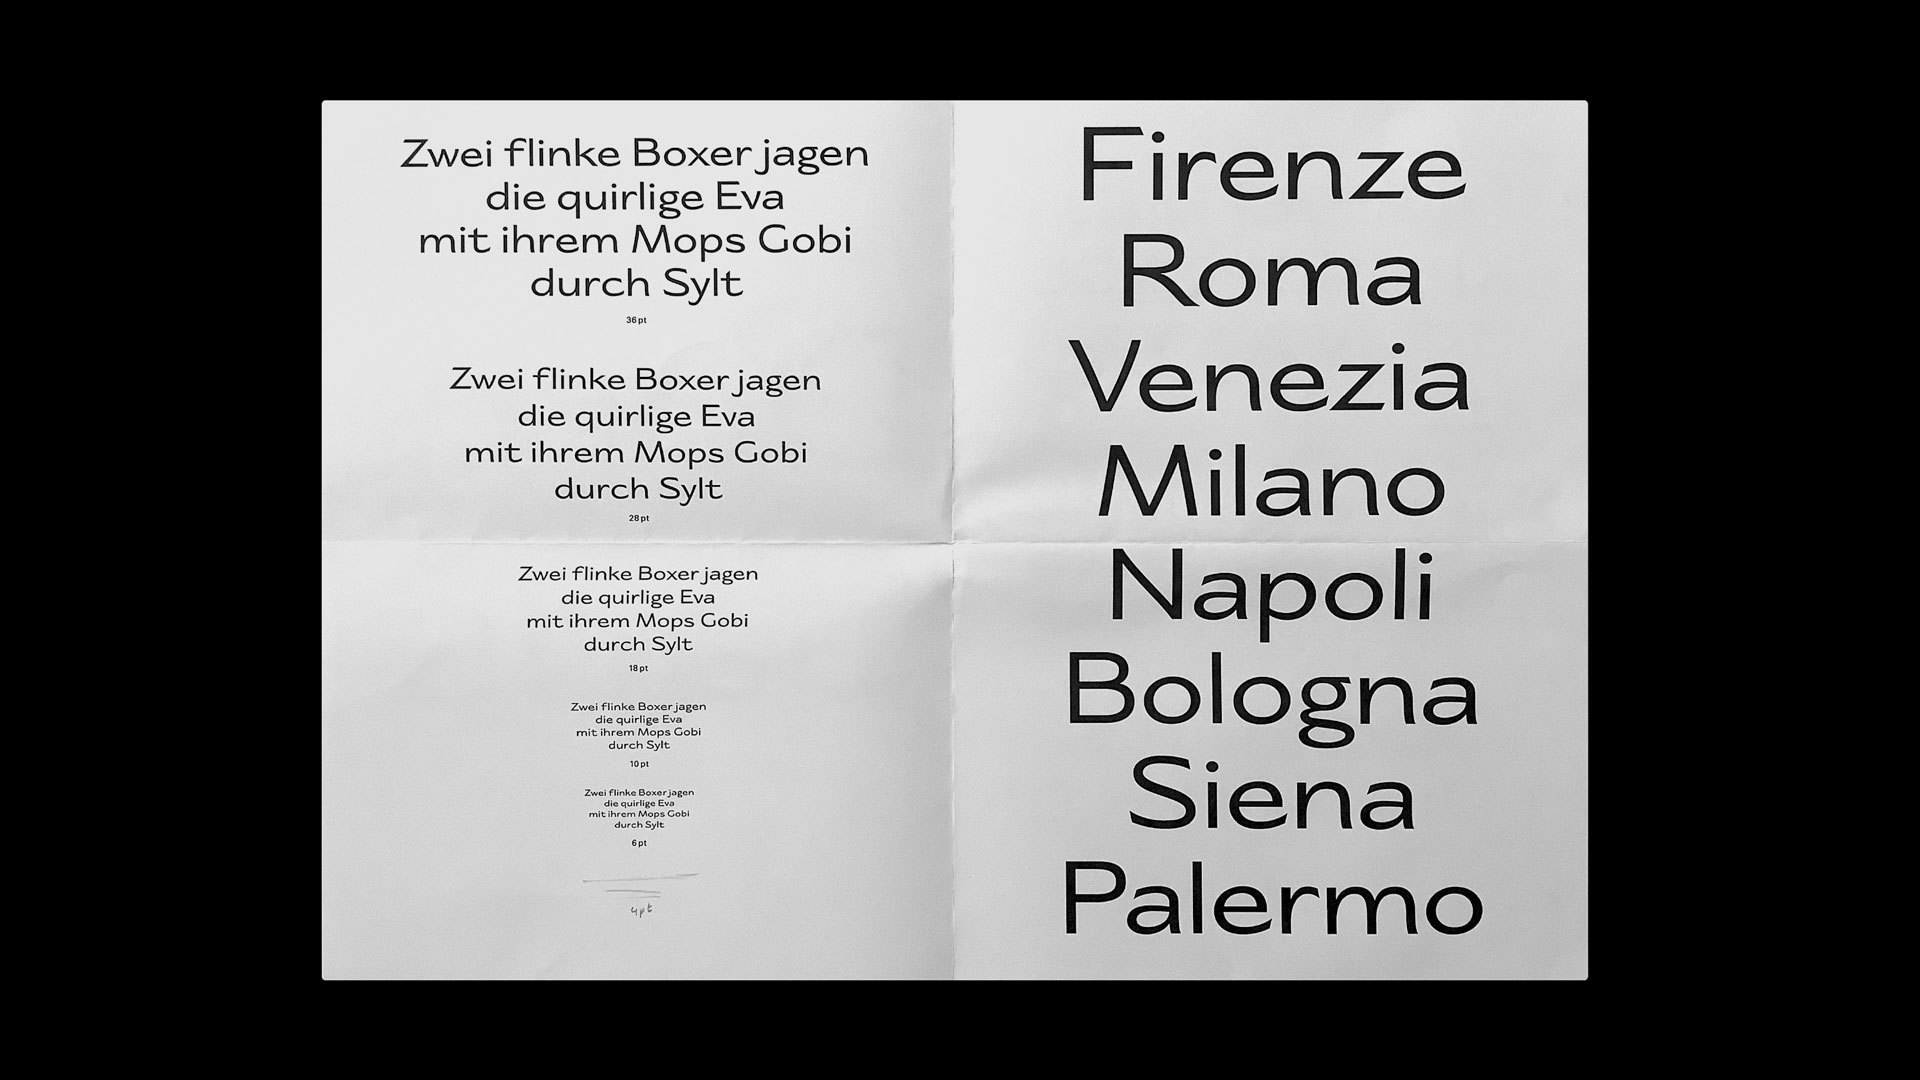 Zwei flinke Boxer jagen
die quirlige Eva
mit ihrem Mops Gobi
durch Sylt
36 pt
Zwei flinke Boxer jagen
die quirlige Eva
mit ihrem Mops Gobi
durch Sylt
28 pt
Zwei flinke Boxer jagen
die quirlige Eva
mit ihrem Mops Gobi
durch Sylt
18 pt
Zwei flinke Boxer jagen
die quirlige Eva
mit ihrem Mops Gobi
durch Sylt
10 pt
Zwei flinke Boxer jagen
die quirlige Eva
mit ihrem Mops Gobi
durch Sylt
6 pt
4pt
Firenze
Roma
Venezia
Milano
Napoli
Bologna
Siena
Palermo